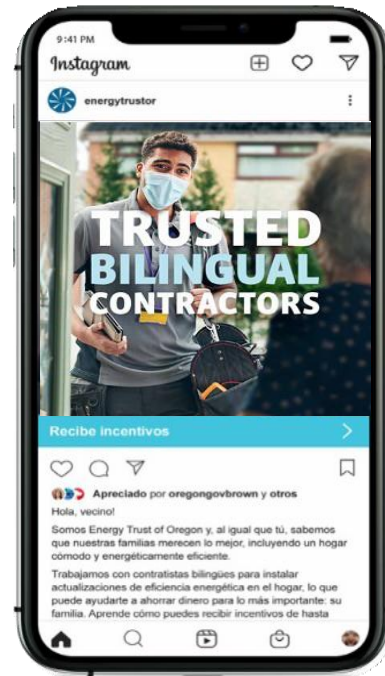 9:41 PM
Instagram
energytrustor
TRUSTED
BILINGUAL
CONTRACTORS
Recibe incentivos
Apreciado por oregongovbrown y otros
Hola, vecino!
Somos Energy Trust of Oregon y, al igual que tú, sabemos
que nuestras familias merecen lo mejor, incluyendo un hogar
cómodo y energéticamente eficiente.
Trabajamos con contratistas bilingües para instalar
actualizaciones de eficiencia energética en el hogar, lo que
puede ayudarte a ahorrar dinero para lo más importante: su
familia. Aprende cómo puedes recibir incentivos de hasta